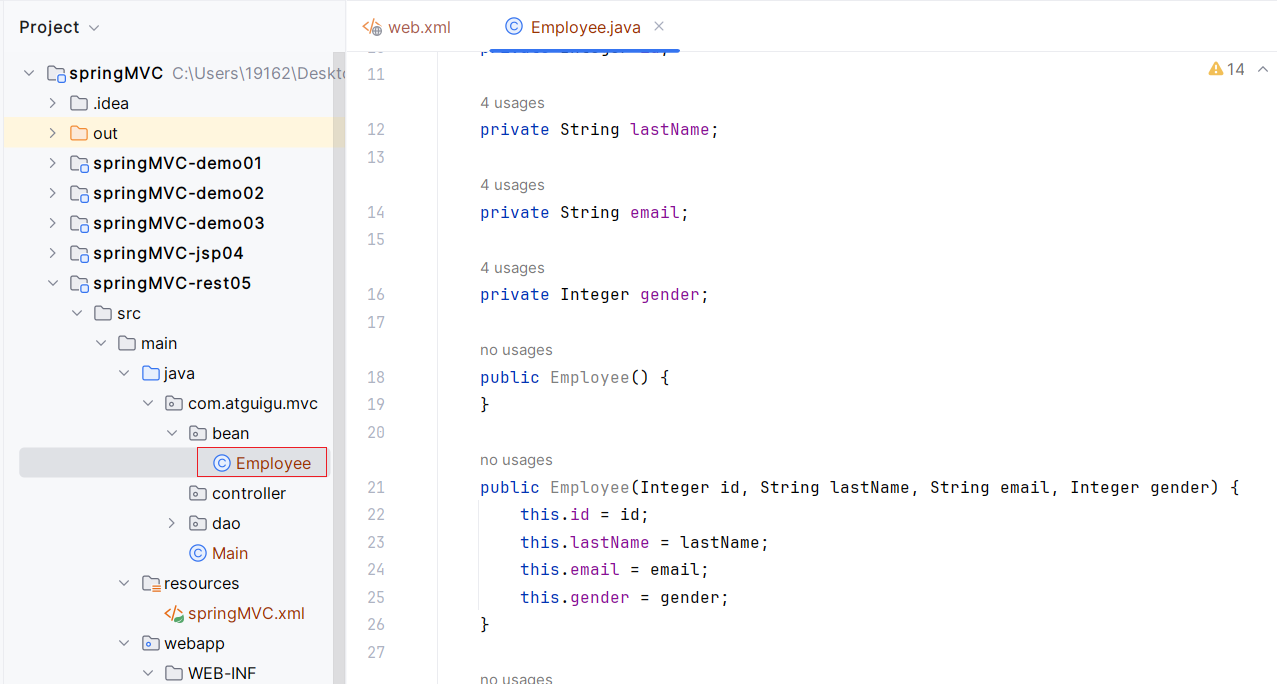 Project
springMVC C:\Users\19162\Deskto
.idea
out
springMVC-demo01
springMVC-demo02
springMVC-demo03
springMVC-jsp04
springMVC-rest05
src
main
java
com.atguigu.mvc
bean
Employee
controller
dao
Main
resources
springMVC.xml
webapp
WEB-INF
web.xml
Employee.java
14
11
4 usages
12 private String lastName;
13
4 usages
14 private String email;
15
4 usages
16 private Integer gender;
17
no usages
18 public Employee() {
19 }
20
no usages
21 public Employee(Integer id, String lastName, String email, Integer gender) {
22 this.id = id;
23 this.lastName = lastName;
24 this.email = email;
25 this.gender = gender;
26 }
27
no usages